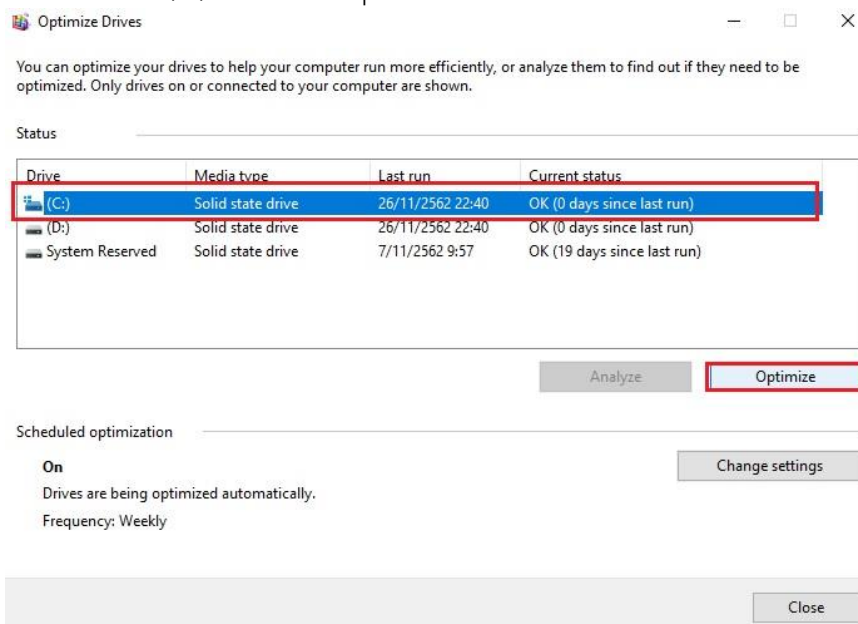 Optimize Drives
You can optimize your drives to help your computer run more efficiently, or analyze them to find out if they need to be
optimized. Only drives on or connected to your computer are shown.
Status
Drive Media type Last run Current status
(C:) Solid state drive 26/11/2562 22:40 OK (0 days since last run)
(D:) Solid state drive 26/11/2562 22:40 OK (0 days since last run)
System Reserved Solid state drive 7/11/2562 9:57 OK (19 days since last run)
Analyze Optimize
Scheduled optimization
On Change settings
Drives are being optimized automatically.
Frequency: Weekly
Close